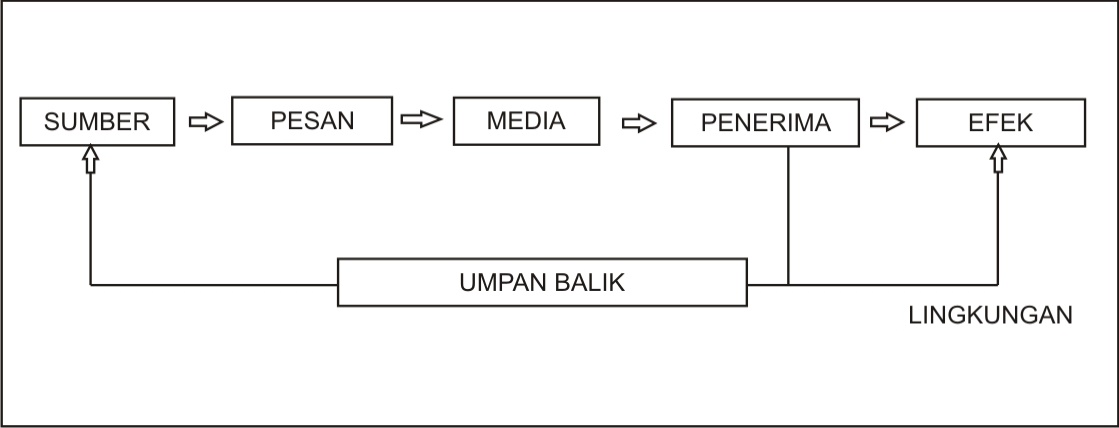 SUMBER
PESAN
MEDIA
PENERIMA
EFEK
UMPAN BALIK
LINGKUNGAN